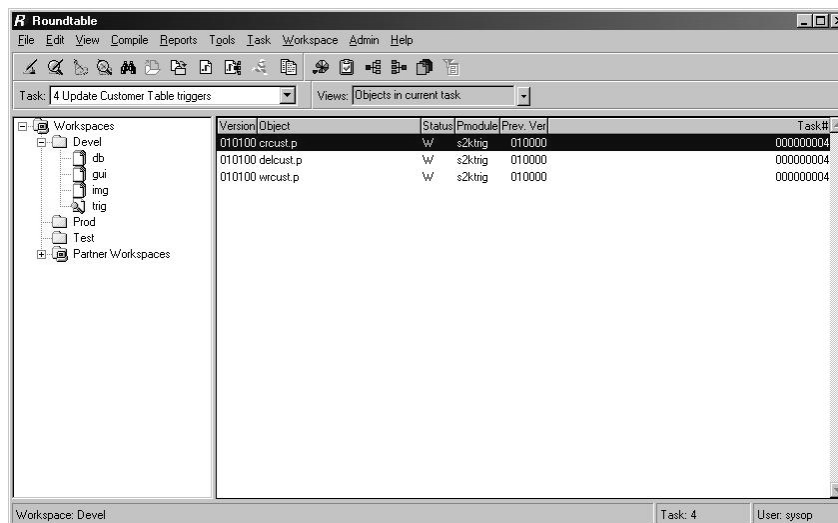 Roundtable
File Edit View Compile Reports Tools Task Workspace Admin Help
Task: 4 Update Customer Table triggers Views: Objects in current task
Workspaces
Devel
db
gui
img
trig
Prod
Test
Partner Workspaces
Version Object Status Pmodule Prev. Ver Task#
010100 crcust.p W s2ktrig 010000 000000004
010100 delcust.p W s2ktrig 010000 000000004
010100 wrcust.p W s2ktrig 010000 000000004
Workspace: Devel Task: 4 User: sysop